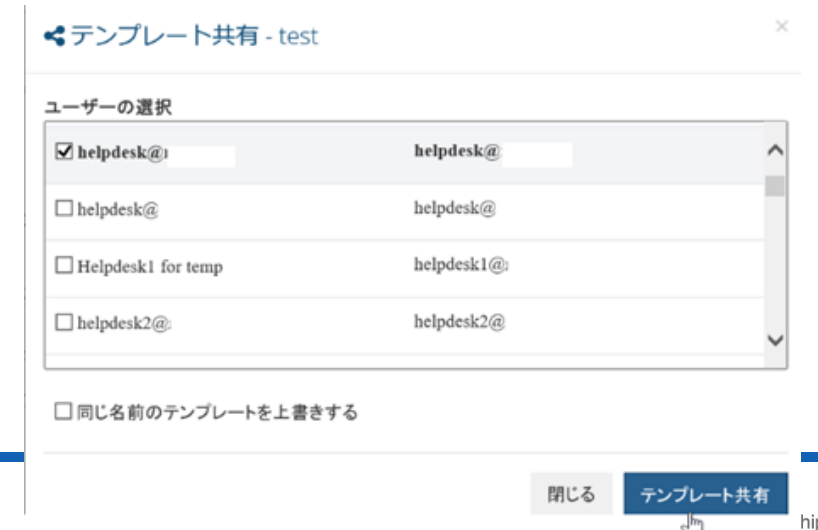 テンプレート共有 - test
×
ユーザーの選択
helpdesk@ helpdesk@
helpdesk@ helpdesk@
Helpdesk1 for temp helpdesk1@
helpdesk2@ helpdesk2@
同じ名前のテンプレートを上書きする
閉じる テンプレート共有